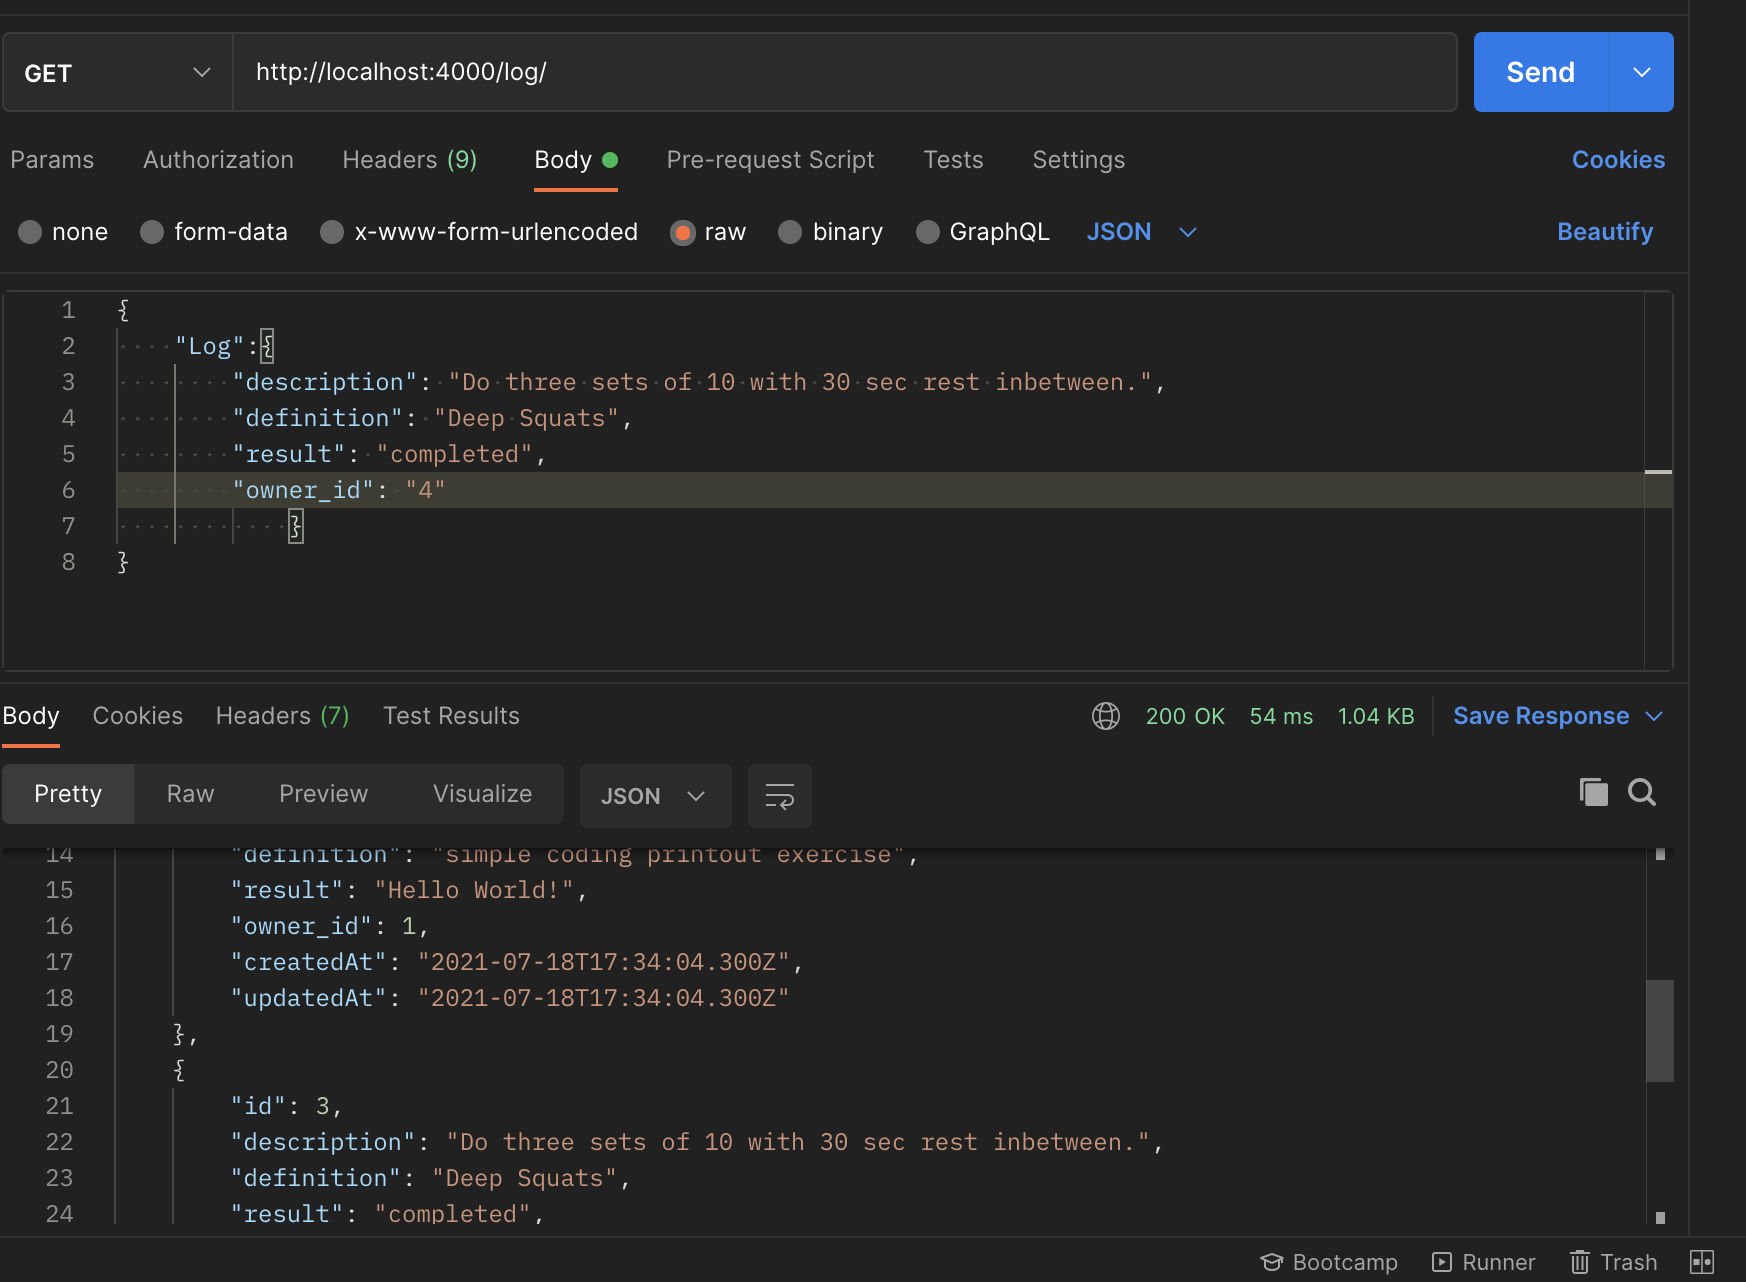 GET http://localhost:4000/log/ Send
Params Authorization Headers (9) Body Pre-request Script Tests Settings Cookies
none form-data x-www-form-urlencoded raw binary GraphQL JSON Beautify
1 {
2 "Log":{
3 "description": "Do three sets of 10 with 30 sec rest inbetween.",
4 "definition": "Deep Squats",
5 "result": "completed",
6 "owner_id": "4"
7 }
8 }
Body Cookies Headers (7) Test Results 200 OK 54 ms 1.04 KB Save Response
Pretty Raw Preview Visualize JSON
14 "definition": "simple coding printout exercise",
15 "result": "Hello World!",
16 "owner_id": 1,
17 "createdAt": "2021-07-18T17:34:04.300Z",
18 "updatedAt": "2021-07-18T17:34:04.300Z"
19 },
20 {
21 "id": 3,
22 "description": "Do three sets of 10 with 30 sec rest inbetween.",
23 "definition": "Deep Squats",
24 "result": "completed",
Bootcamp Runner Trash